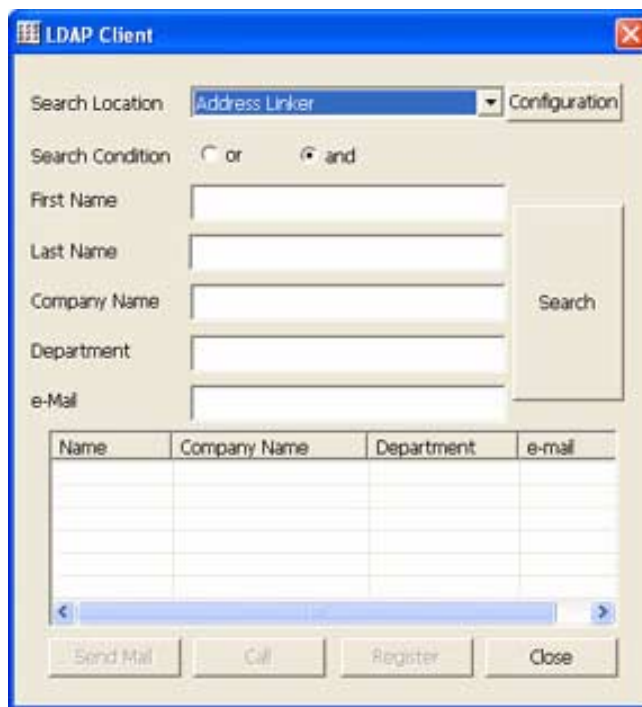 LDAP Client
Search Location Address Linker Configuration
Search Condition or and
First Name
Last Name
Company Name
Search
Department
e-Mail
Name Company Name Department e-mail
Send Mail Call Register Close